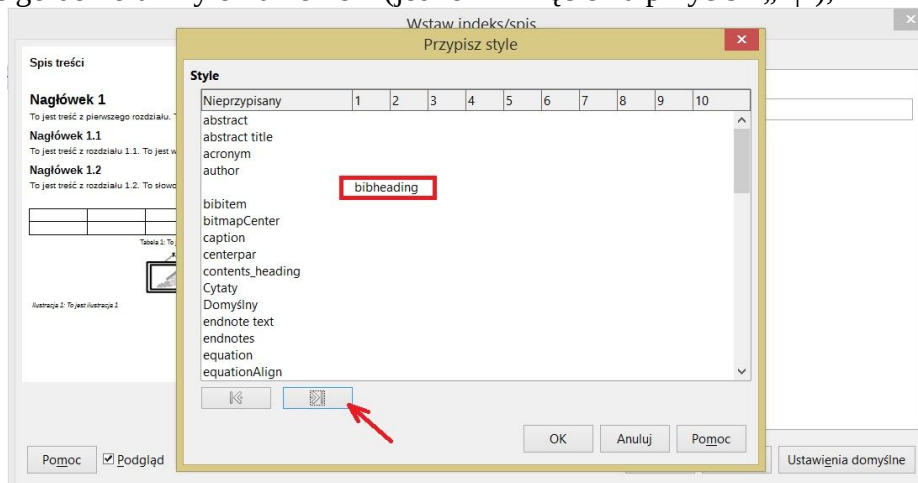 Wstaw indeks/spis
Przypisz style
Spis treści
Style
Nagłówek 1
To jest treść z pierwszego rozdziału.
Nagłówek 1.1
To jest treść z rozdziału 1.1. To jest
Nagłówek 1.2
To jest treść z rozdziału 1.2. To
Tabela 1: To
Ilustracja 1: To jest ilustracja 1
Nieprzypisany 1 2 3 4 5 6 7 8 9 10
abstract
abstract title
acronym
author
bibheading
bibitem
bitmapCenter
caption
centerpar
contents_heading
Cytaty
Domyślny
endnote text
endnotes
equation
equationAlign
OK Anuluj Pomoc
Pomoc Podgląd Ustawienia domyślne